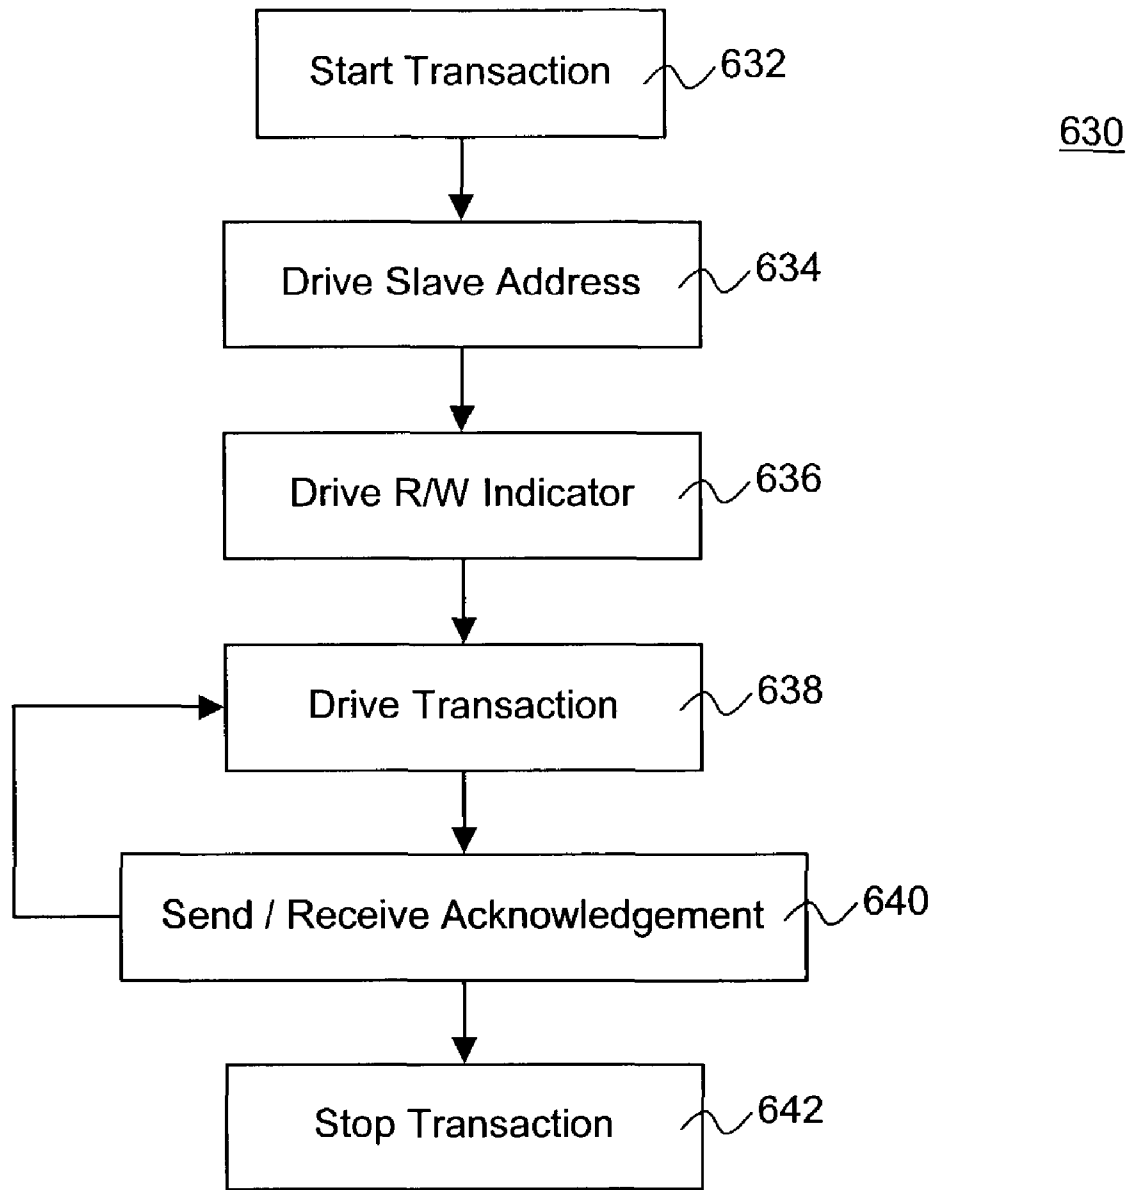 Start Transaction
632
630
Drive Slave Address
634
Drive R/W Indicator
636
Drive Transaction
638
Send / Receive Acknowledgement
640
Stop Transaction
642